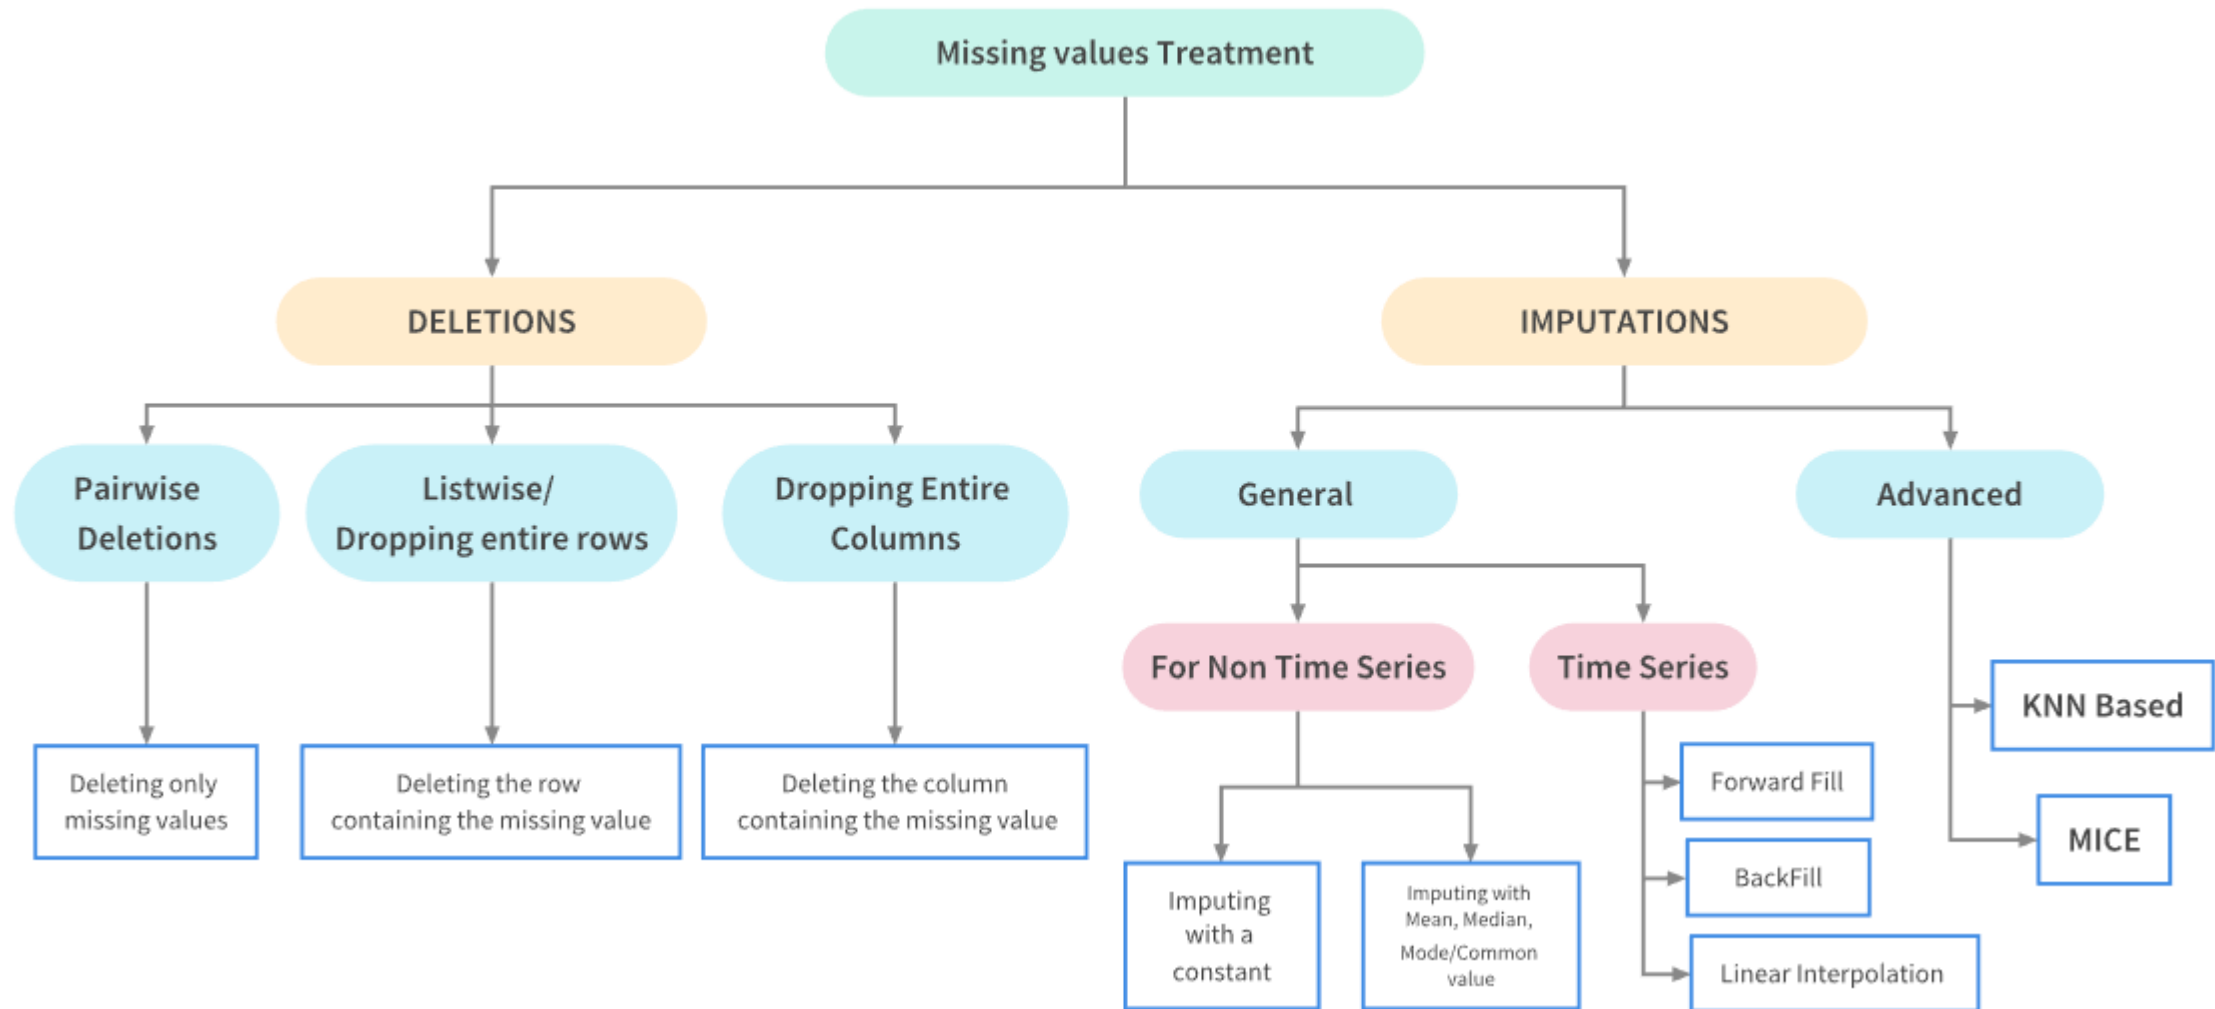 Missing values Treatment
DELETIONS
IMPUTATIONS
Pairwise
Deletions
Listwise/
Dropping entire rows
Dropping Entire
Columns
General
Advanced
For Non Time Series
Time Series
KNN Based
MICE
Deleting only
missing values
Deleting the row
containing the missing value
Deleting the column
containing the missing value
Forward Fill
BackFill
Linear Interpolation
Imputing
with a
constant
Imputing with
Mean, Median,
Mode/Common
value